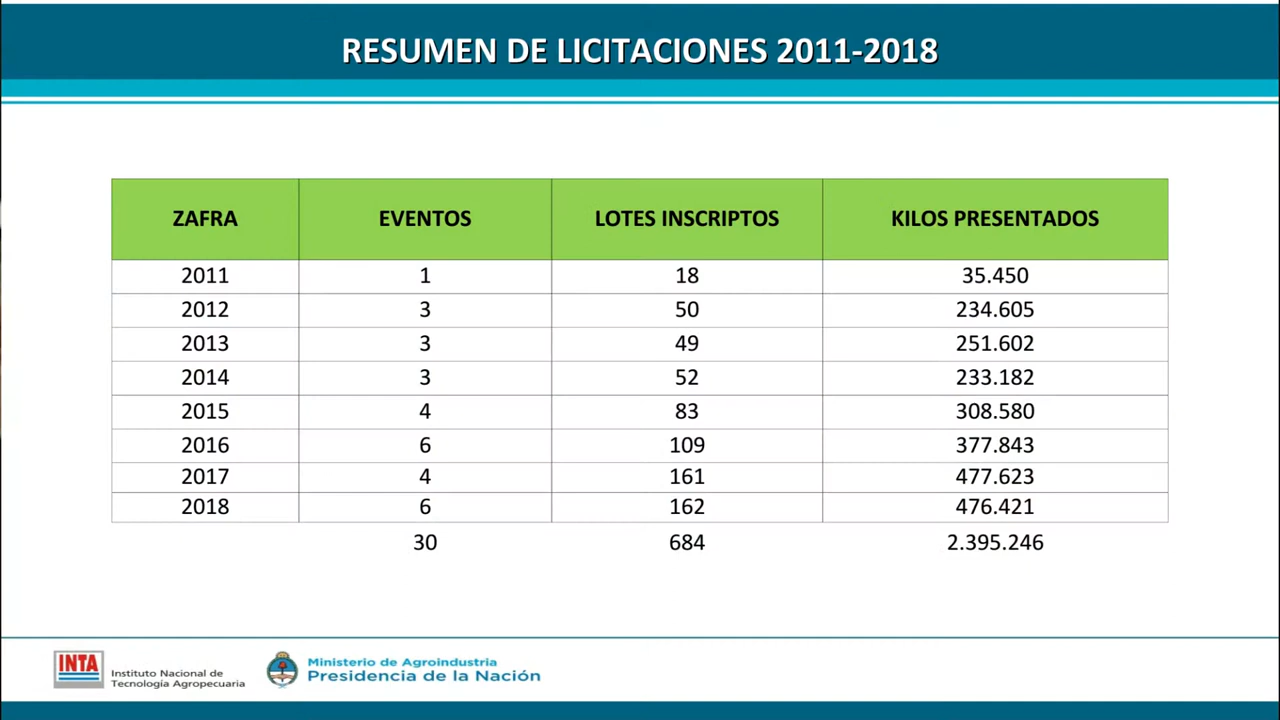 RESUMEN DE LICITACIONES 2011-2018
ZAFRA EVENTOS LOTES INSCRIPTOS KILOS PRESENTADOS
2011 1 18 35.450
2012 3 50 234.605
2013 3 49 251.602
2014 3 52 233.182
2015 4 83 308.580
2016 6 109 377.843
2017 4 161 477.623
2018 6 162 476.421
30 684 2.395.246
INTA
Instituto Nacional de
Tecnología Agropecuaria
Ministerio de Agroindustria
Presidencia de la Nación